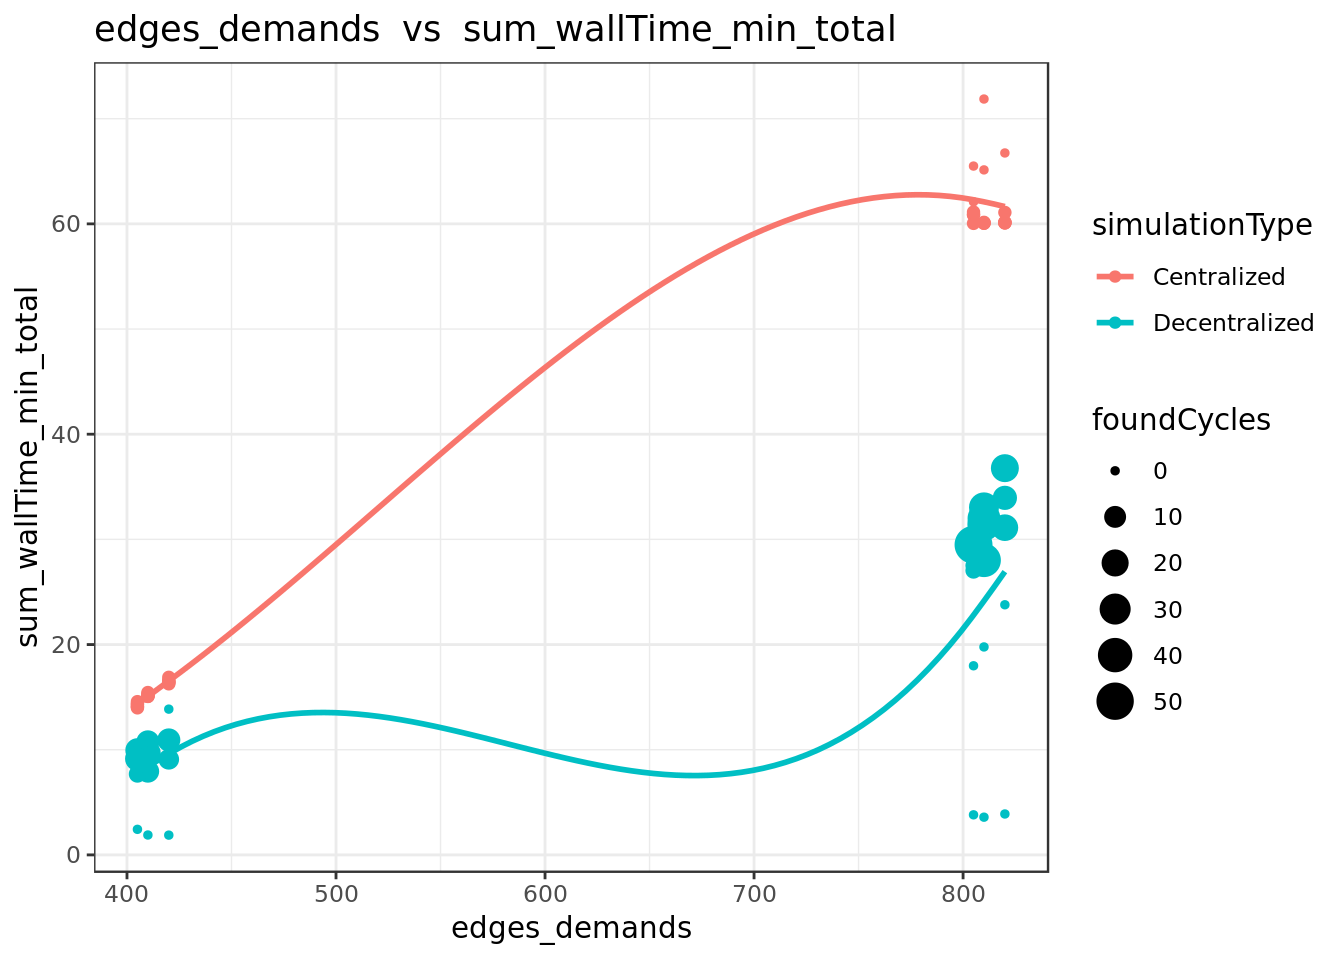 edges_demands vs sum_wallTime_min_total
sum_wallTime_min_total
60
40
20
0
400 500 600 700 800
edges_demands
simulationType
Centralized
Decentralized
foundCycles
0
10
20
30
40
50